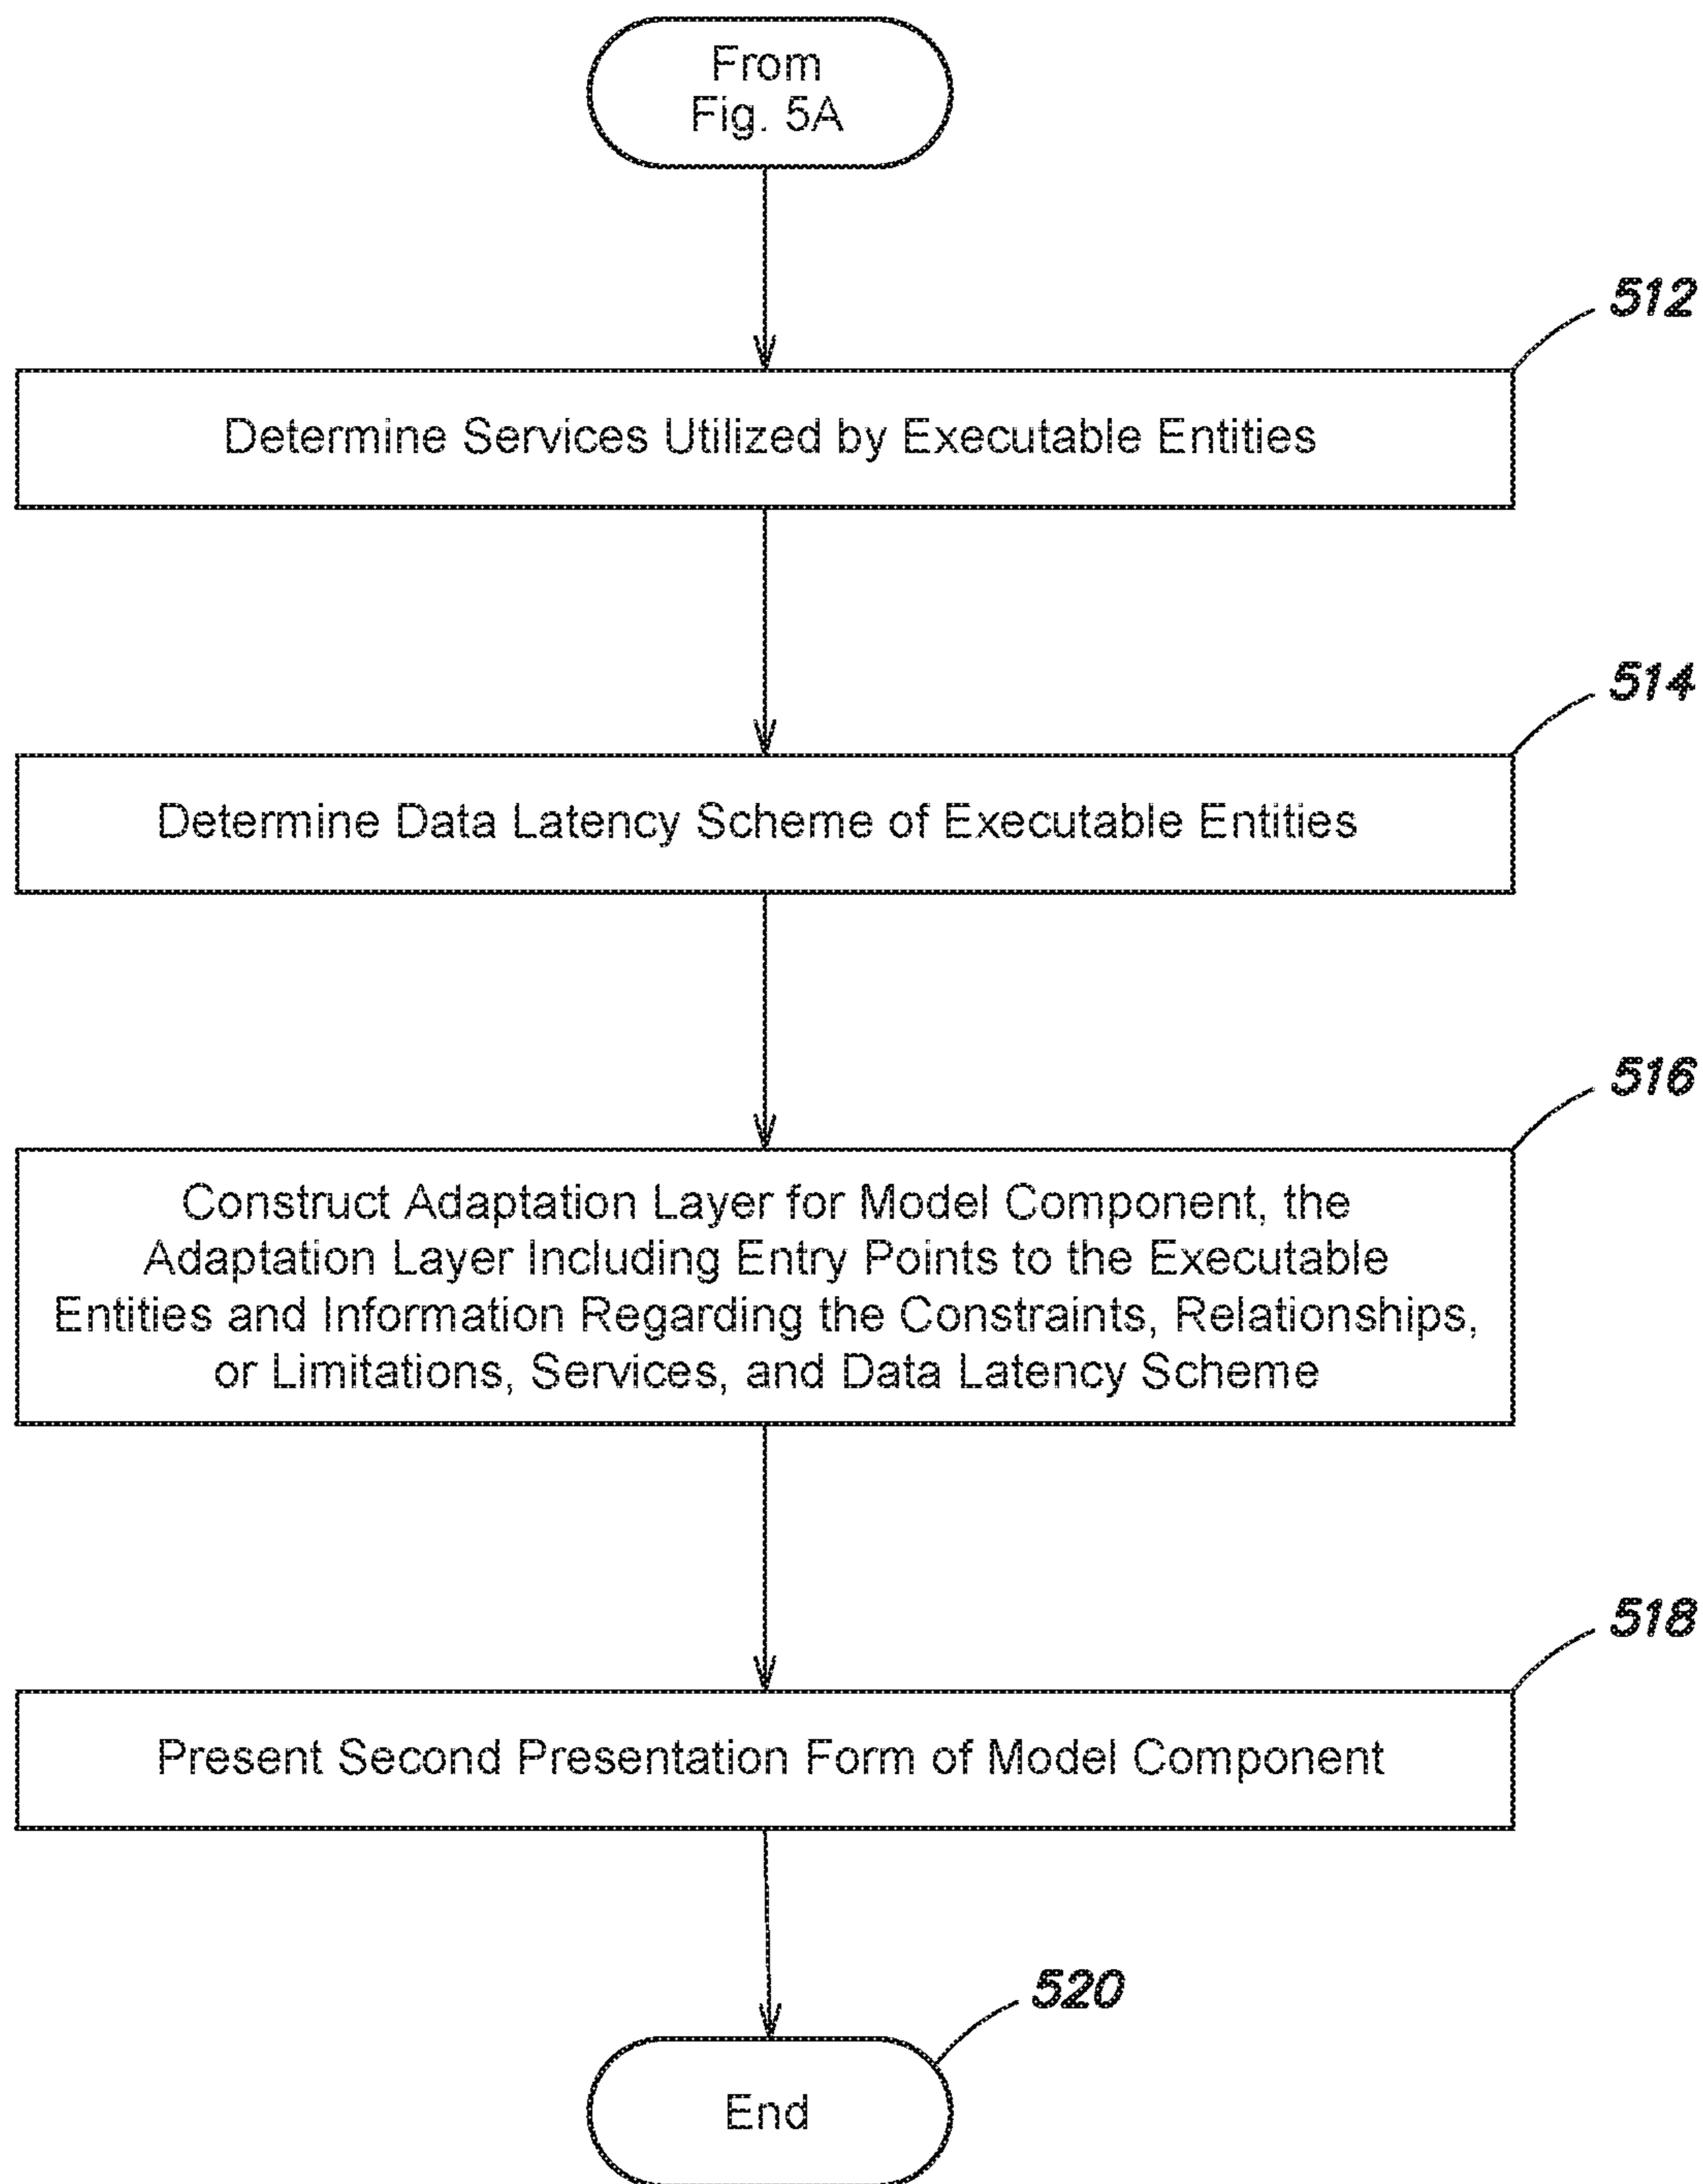 From
Fig. 5A
512
Determine Services Utilized by Executable Entities
514
Determine Data Latency Scheme of Executable Entities
516
Construct Adaptation Layer for Model Component, the
Adaptation Layer Including Entry Points to the Executable
Entities and Information Regarding the Constraints, Relationships,
or Limitations, Services, and Data Latency Scheme
518
Present Second Presentation Form of Model Component
520
End